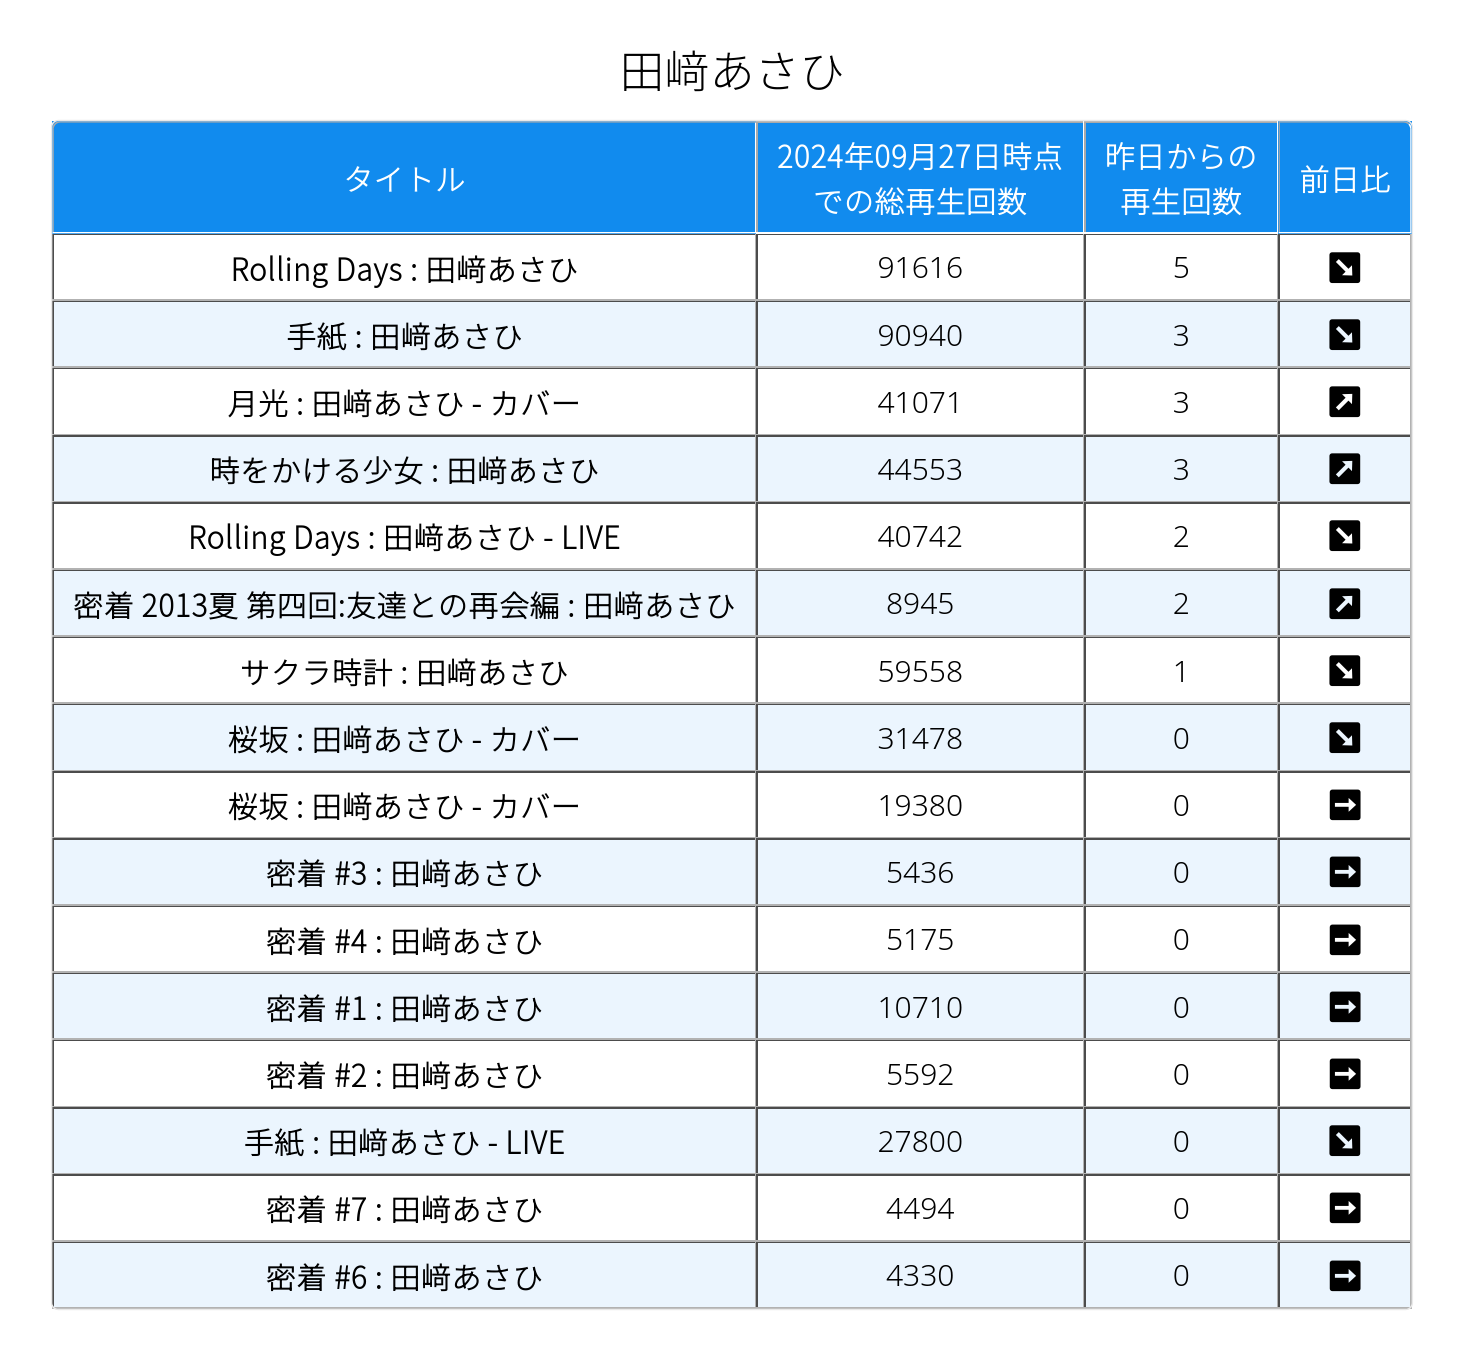 田﨑あさひ
タイトル 2024年09月27日時点 昨日からの 前日比
での総再生回数 再生回数
Rolling Days : 田﨑あさひ 91616 5 ↘
手紙 : 田﨑あさひ 90940 3 ↘
月光 : 田﨑あさひ - カバー 41071 3 ↗
時をかける少女 : 田﨑あさひ 44553 3 ↗
Rolling Days : 田﨑あさひ - LIVE 40742 2 ↘
密着 2013夏 第四回:友達との再会編 : 田﨑あさひ 8945 2 ↗
サクラ時計 : 田﨑あさひ 59558 1 ↘
桜坂 : 田﨑あさひ - カバー 31478 0 ↘
桜坂 : 田﨑あさひ - カバー 19380 0 →
密着 #3 : 田﨑あさひ 5436 0 →
密着 #4 : 田﨑あさひ 5175 0 →
密着 #1 : 田﨑あさひ 10710 0 →
密着 #2 : 田﨑あさひ 5592 0 →
手紙 : 田﨑あさひ - LIVE 27800 0 ↘
密着 #7 : 田﨑あさひ 4494 0 →
密着 #6 : 田﨑あさひ 4330 0 →